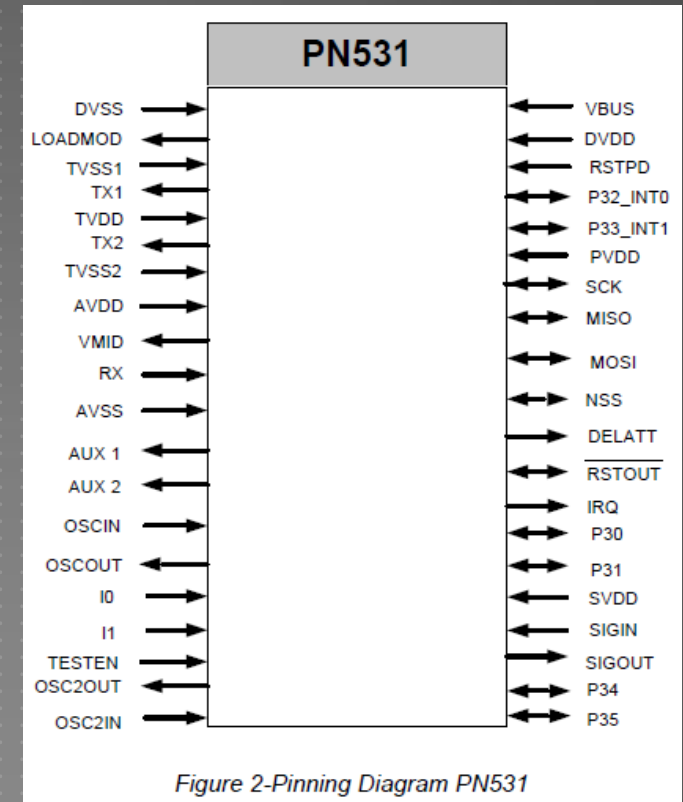 PN531
DVSS
LOADMOD
TVSS1
TX1
TVDD
TX2
TVSS2
AVDD
VMID
RX
AVSS
AUX 1
AUX 2
OSCIN
OSCOUT
I0
I1
TESTEN
OSC2OUT
OSC2IN
VBUS
DVDD
RSTPD
P32_INT0
P33_INT1
PVDD
SCK
MISO
MOSI
NSS
DELATT
RSTOUT
IRQ
P30
P31
SVDD
SIGIN
SIGOUT
P34
P35
Figure 2-Pinning Diagram PN531